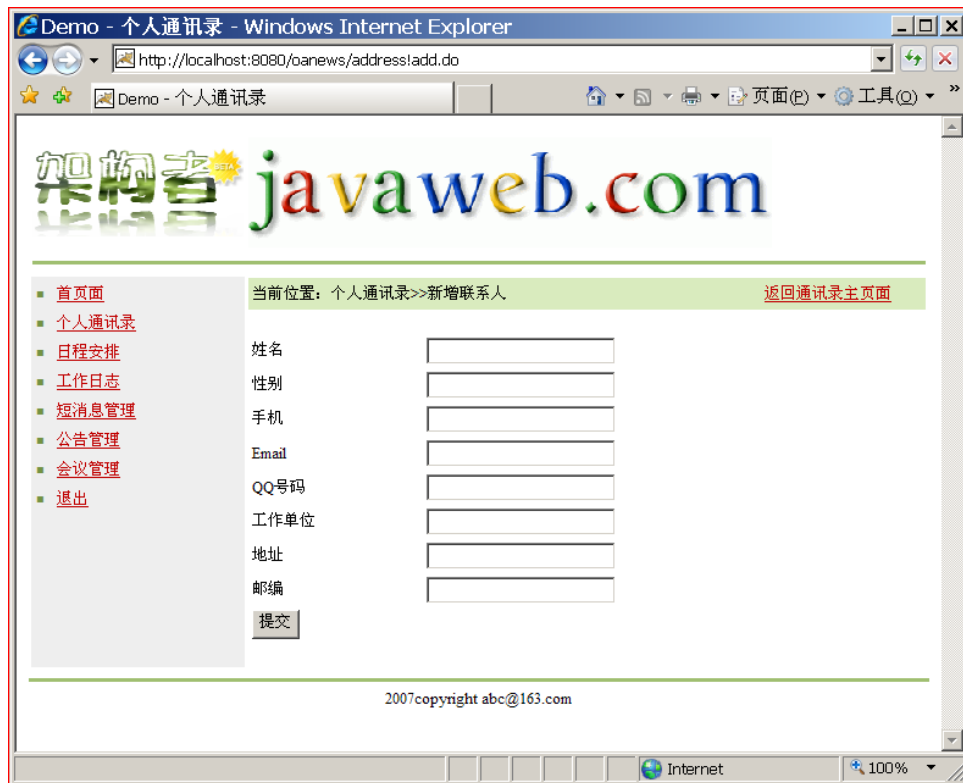 Demo - 个人通讯录 - Windows Internet Explorer
http://localhost:8080/oanews/address!add.do
Demo - 个人通讯录
页面(P)
工具(O)
»
架构者 BETA javaweb.com
首页面
个人通讯录
日程安排
工作日志
短消息管理
公告管理
会议管理
退出
当前位置：个人通讯录>>新增联系人
返回通讯录主页面
姓名
性别
手机
Email
QQ号码
工作单位
地址
邮编
提交
2007copyright abc@163.com
Internet
100%